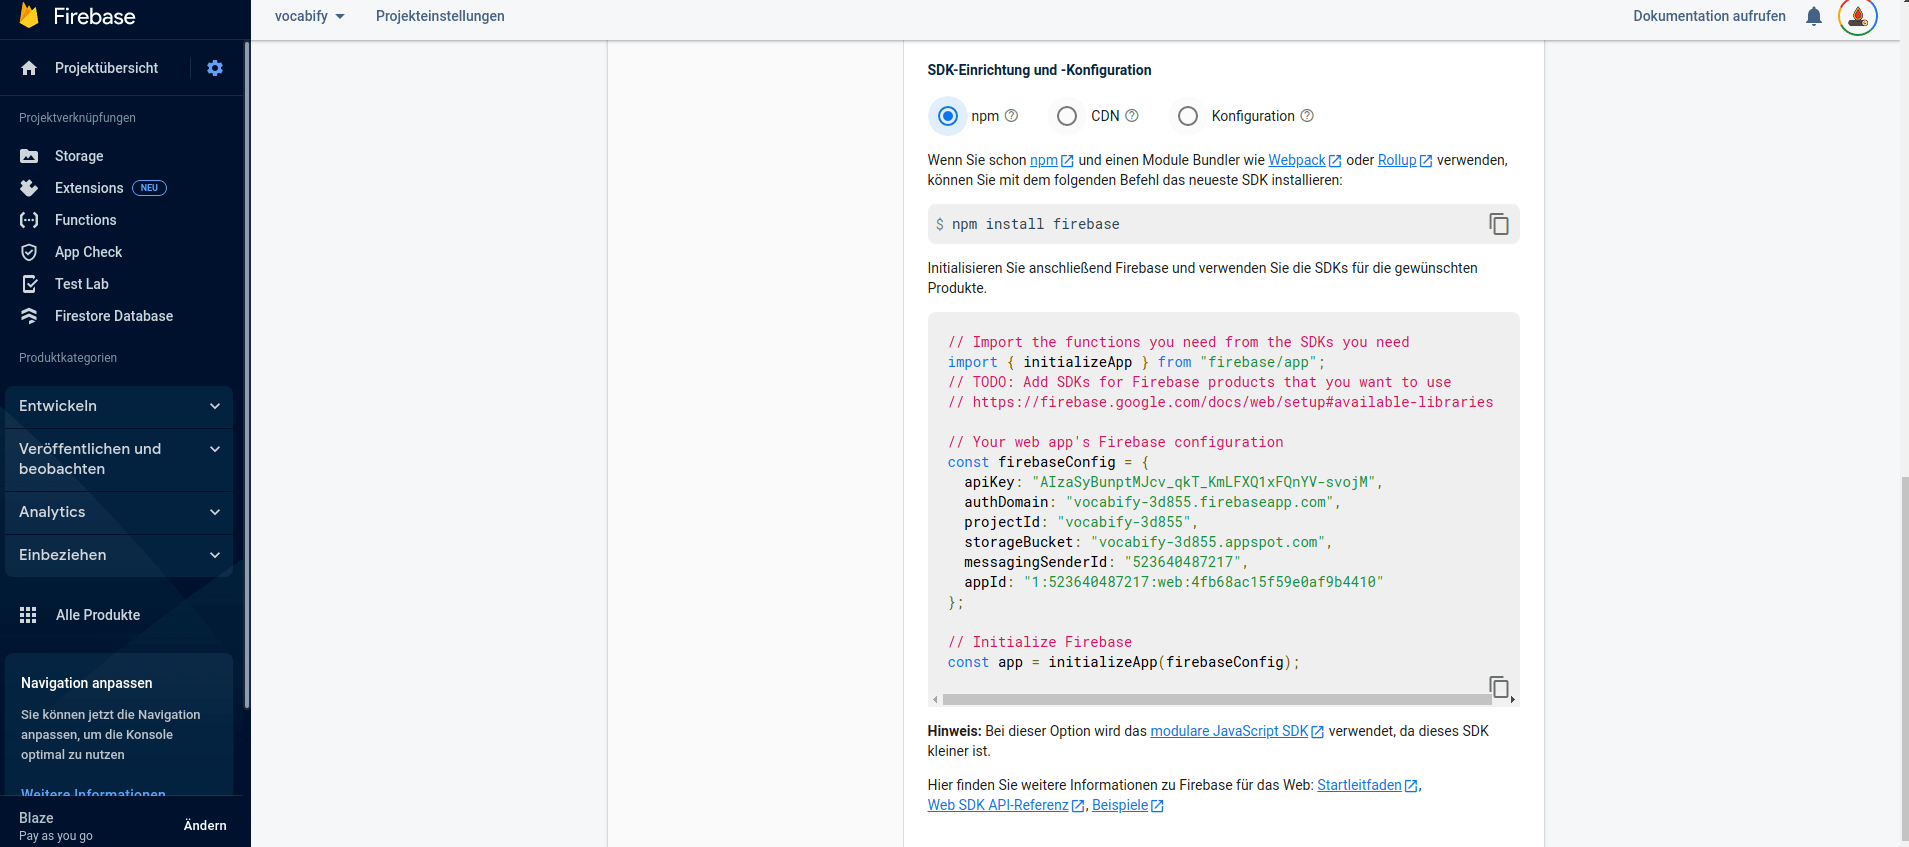 Firebase
vocabify
Projekteinstellungen
Dokumentation aufrufen
Projektübersicht
Projektverknüpfungen
Storage
Extensions NEU
Functions
App Check
Test Lab
Firestore Database
Produktkategorien
Entwickeln
Veröffentlichen und
beobachten
Analytics
Einbeziehen
Alle Produkte
Navigation anpassen
Sie können jetzt die Navigation
anpassen, um die Konsole
optimal zu nutzen
Weitere Informationen
Blaze
Pay as you go
Ändern
SDK-Einrichtung und -Konfiguration
npm CDN Konfiguration
Wenn Sie schon npm und einen Module Bundler wie Webpack oder Rollup verwenden,
können Sie mit dem folgenden Befehl das neueste SDK installieren:
$ npm install firebase
Initialisieren Sie anschließend Firebase und verwenden Sie die SDKs für die gewünschten
Produkte.
// Import the functions you need from the SDKs you need
import { initializeApp } from "firebase/app";
// TODO: Add SDKs for Firebase products that you want to use
// https://firebase.google.com/docs/web/setup#available-libraries
// Your web app's Firebase configuration
const firebaseConfig = {
apiKey: "AIzaSyBunptMJcv_qkT_KmLFXQ1xFQnYV-svojM",
authDomain: "vocabify-3d855.firebaseapp.com",
projectId: "vocabify-3d855",
storageBucket: "vocabify-3d855.appspot.com",
messagingSenderId: "523640487217",
appId: "1:523640487217:web:4fb68ac15f59e0af9b4410"
};
// Initialize Firebase
const app = initializeApp(firebaseConfig);
Hinweis: Bei dieser Option wird das modulare JavaScript SDK verwendet, da dieses SDK
kleiner ist.
Hier finden Sie weitere Informationen zu Firebase für das Web: Startleitfaden,
Web SDK API-Referenz, Beispiele